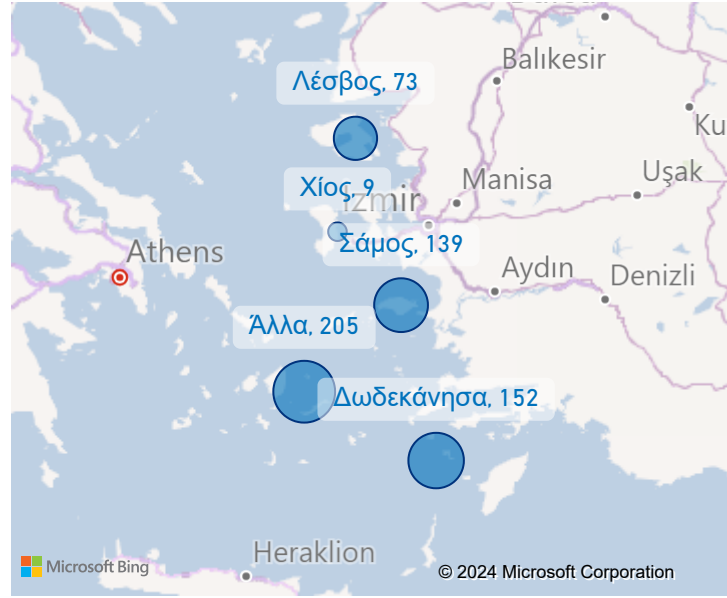 Balıkesir
Λέσβος, 73
Ku
Uşak
Manisa
Χίος, 9
Izmir
Σάμος, 139
Athens
Aydın
Denizli
Άλλα, 205
Δωδεκάνησα, 152
Heraklion
Microsoft Bing
© 2024 Microsoft Corporation